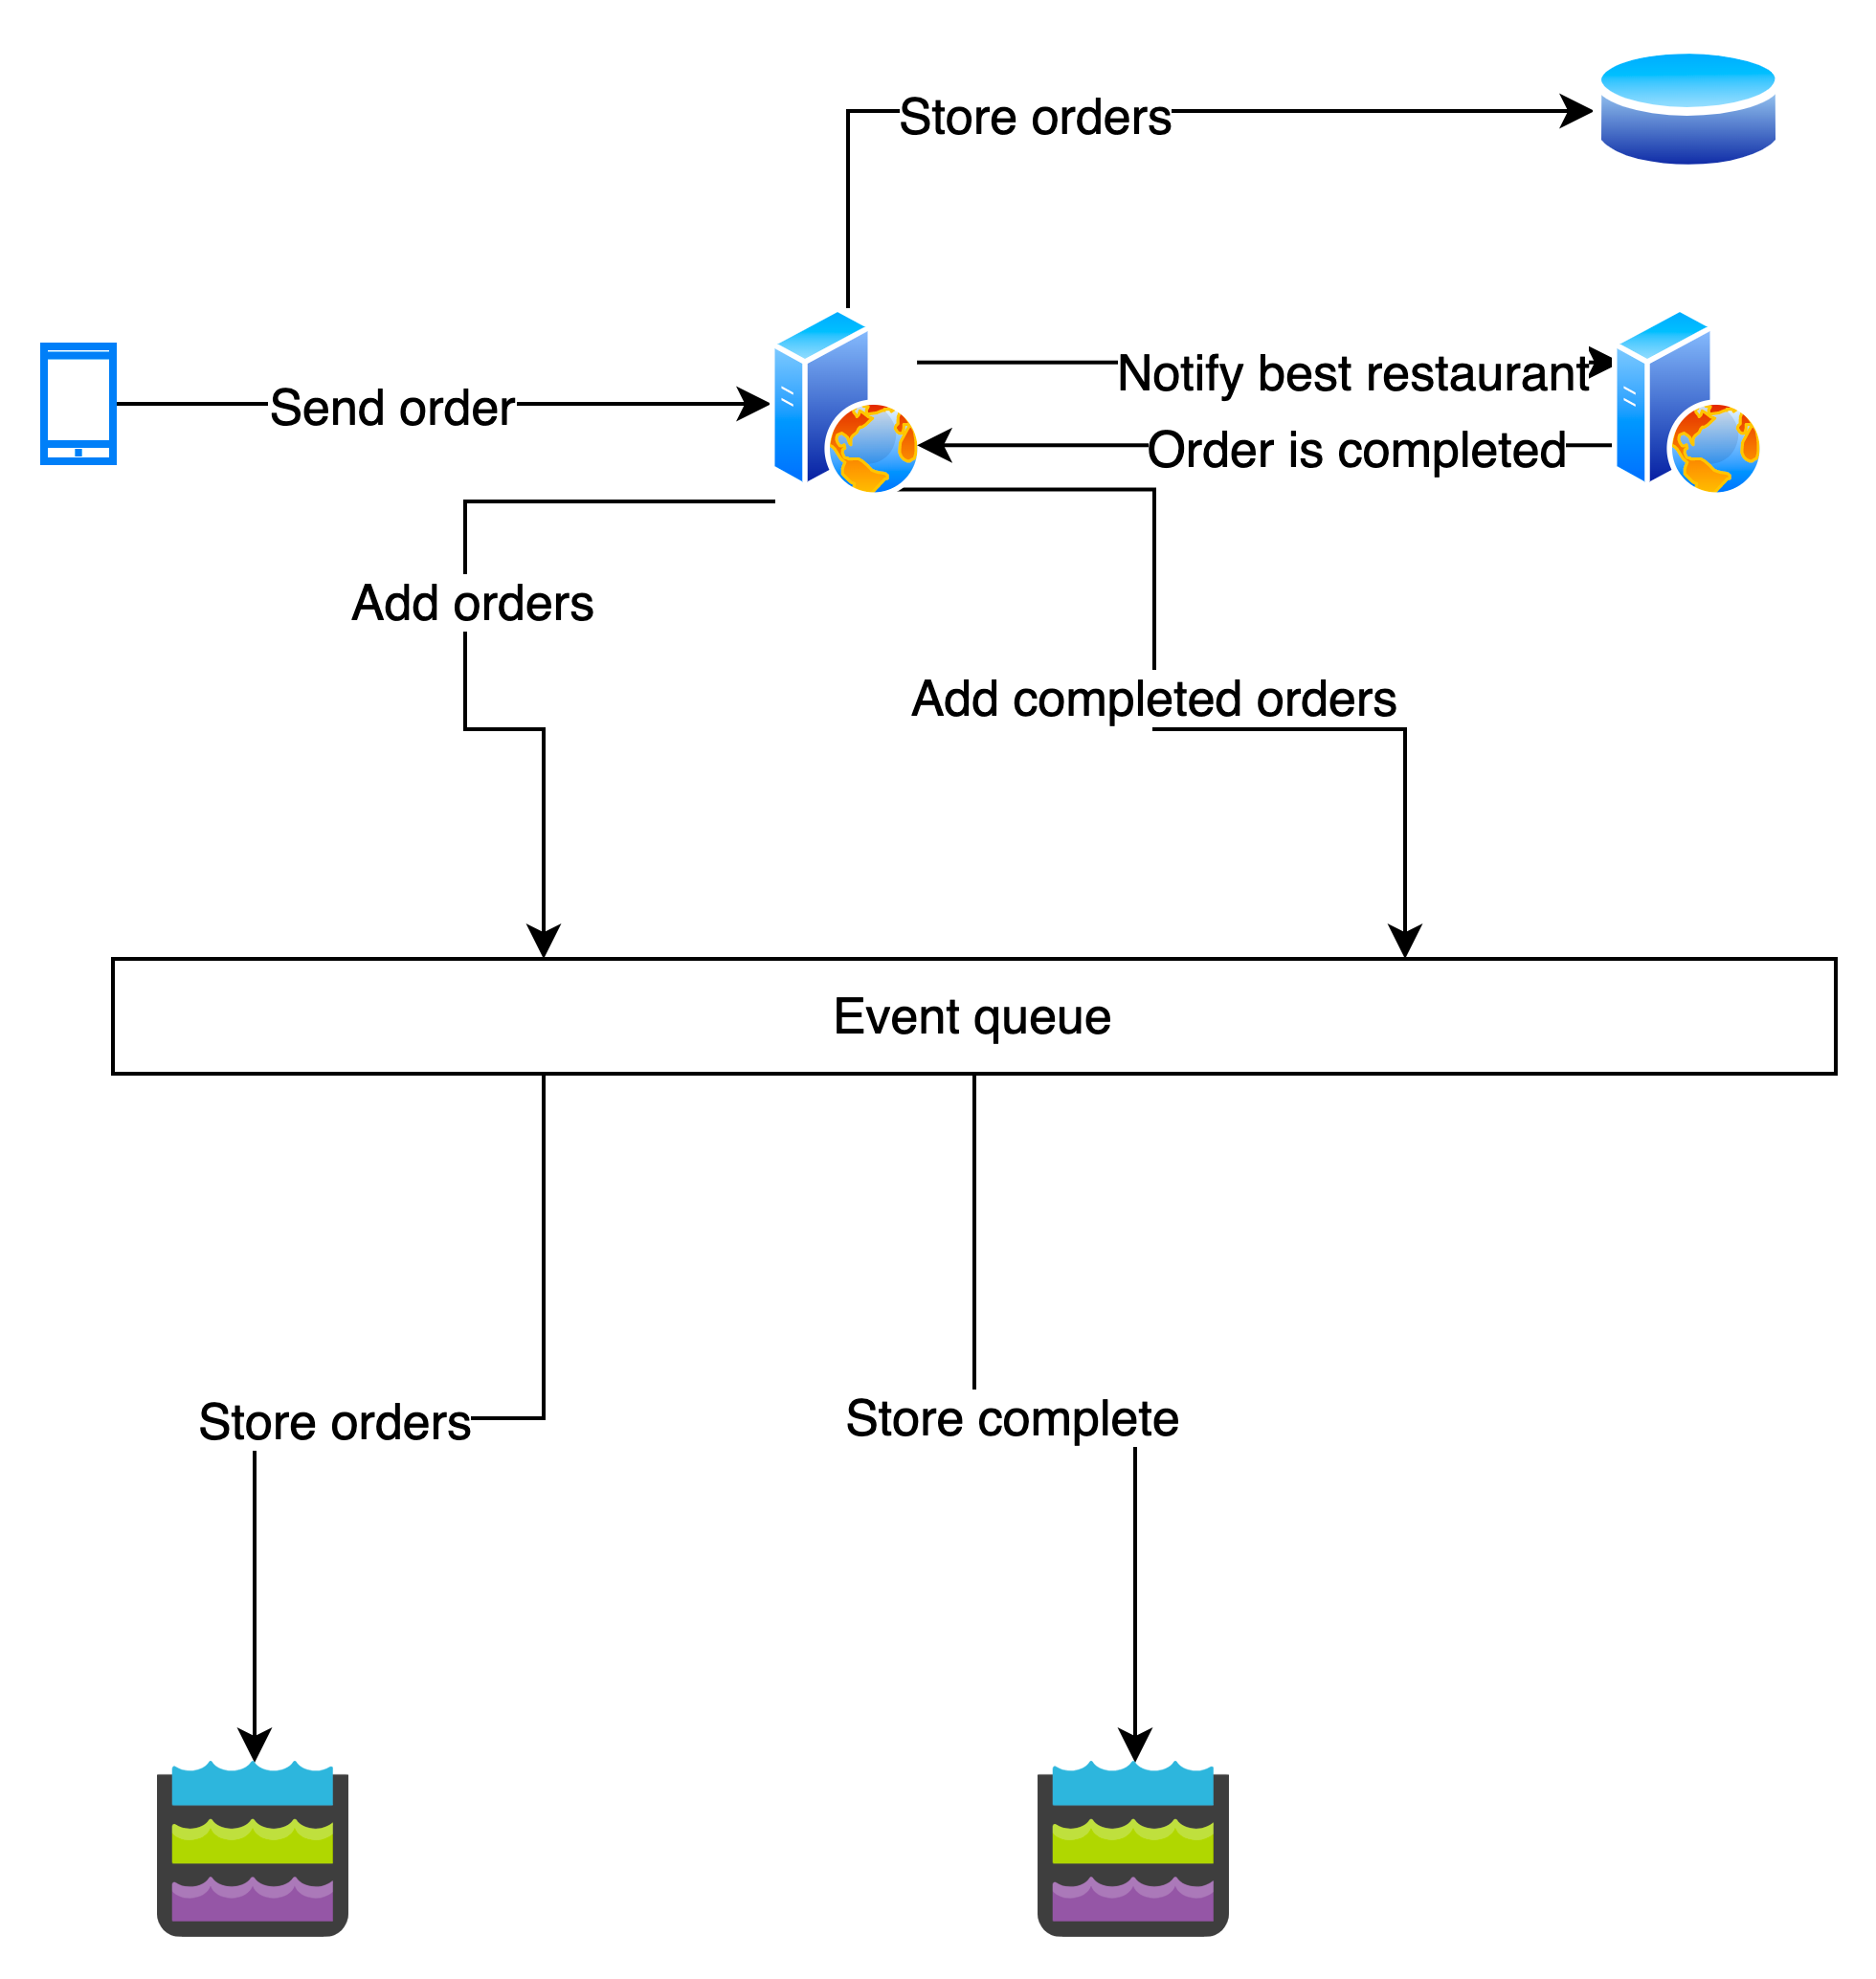 Store orders
Notify best restaurant
Send order
Order is completed
Add orders
Add completed orders
Event queue
Store orders
Store complete